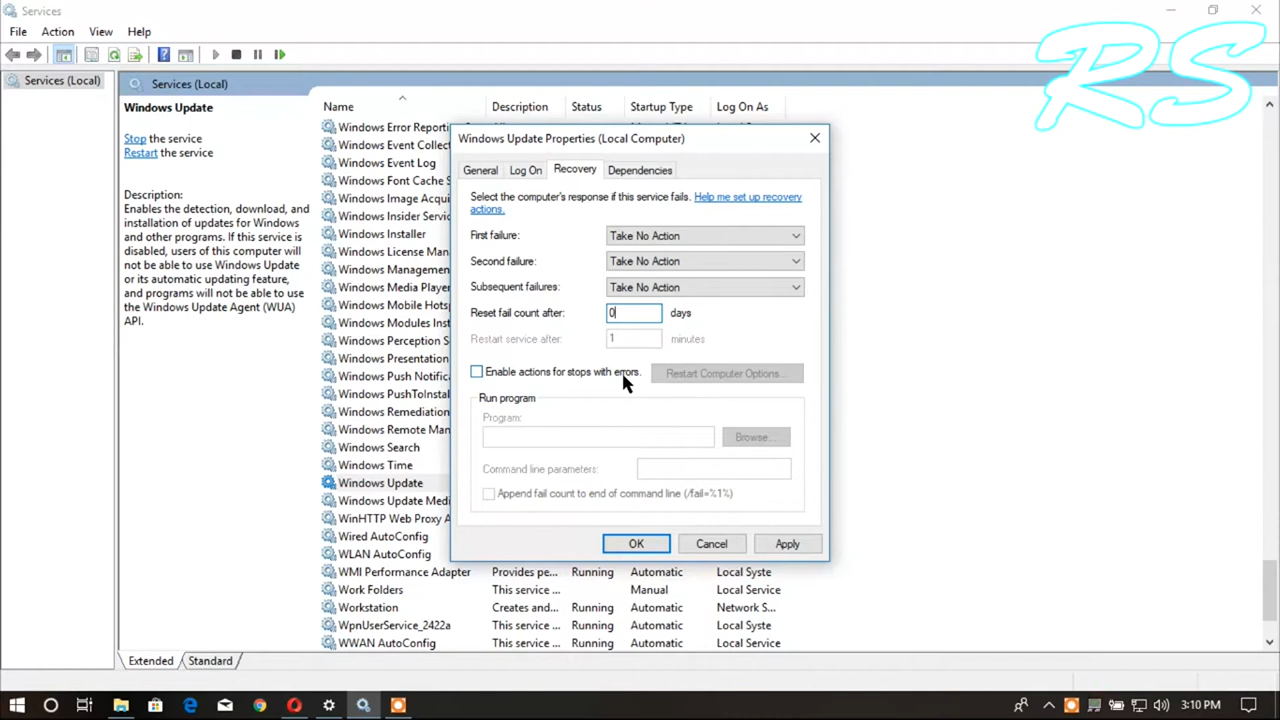 Services
File Action View Help
Services (Local)
Services (Local)
Windows Update
Stop the service
Restart the service
Description:
Enables the detection, download, and
installation of updates for Windows
and other programs. If this service is
disabled, users of this computer will
not be able to use Windows Update
or its automatic updating feature,
and programs will not be able to use
the Windows Update Agent (WUA)
API.
Name Description Status Startup Type Log On As
Windows Error Reporti
Windows Event Collec
Windows Event Log
Windows Font Cache S
Windows Image Acqui
Windows Insider Servic
Windows Installer
Windows License Man
Windows Managemen
Windows Media Player
Windows Mobile Hotsp
Windows Modules Inst
Windows Perception S
Windows Presentation
Windows Push Notific
Windows PushToInstal
Windows Remediation
Windows Remote Man
Windows Search
Windows Time
Windows Update
Windows Update Medi
WinHTTP Web Proxy A
Wired AutoConfig
WLAN AutoConfig
WMI Performance Adapter Provides pe... Running Automatic Local Syste
Work Folders This service ... Manual Local Service
Workstation Creates and... Running Automatic Network S...
WpnUserService_2422a This service ... Running Automatic Local Syste
WWAN AutoConfig This service ... Running Automatic Local Service
Extended Standard
Windows Update Properties (Local Computer)
General Log On Recovery Dependencies
Select the computer's response if this service fails. Help me set up recovery
actions.
First failure: Take No Action
Second failure: Take No Action
Subsequent failures: Take No Action
Reset fail count after: 0 days
Restart service after: 1 minutes
Enable actions for stops with errors. Restart Computer Options...
Run program
Program:
Browse...
Command line parameters:
Append fail count to end of command line (/fail=%1%)
OK Cancel Apply
RS
3:10 PM